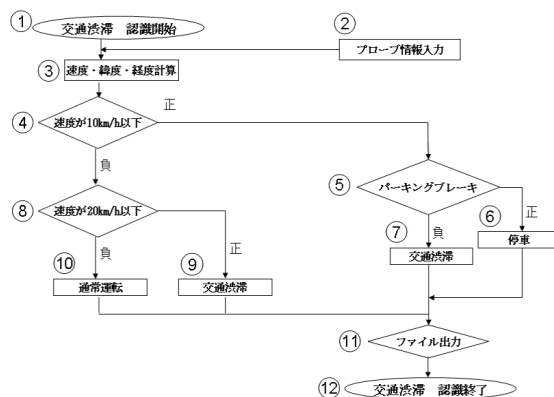 ① 交通渋滞 認識開始
② プローブ情報入力
③ 速度・緯度・経度計算
④ 速度が10km/h以下
正
負
⑤ パーキングブレーキ
正
負
⑥ 停車
⑦ 交通渋滞
⑧ 速度が20km/h以下
正
負
⑨ 交通渋滞
⑩ 通常運転
⑪ ファイル出力
⑫ 交通渋滞 認識終了